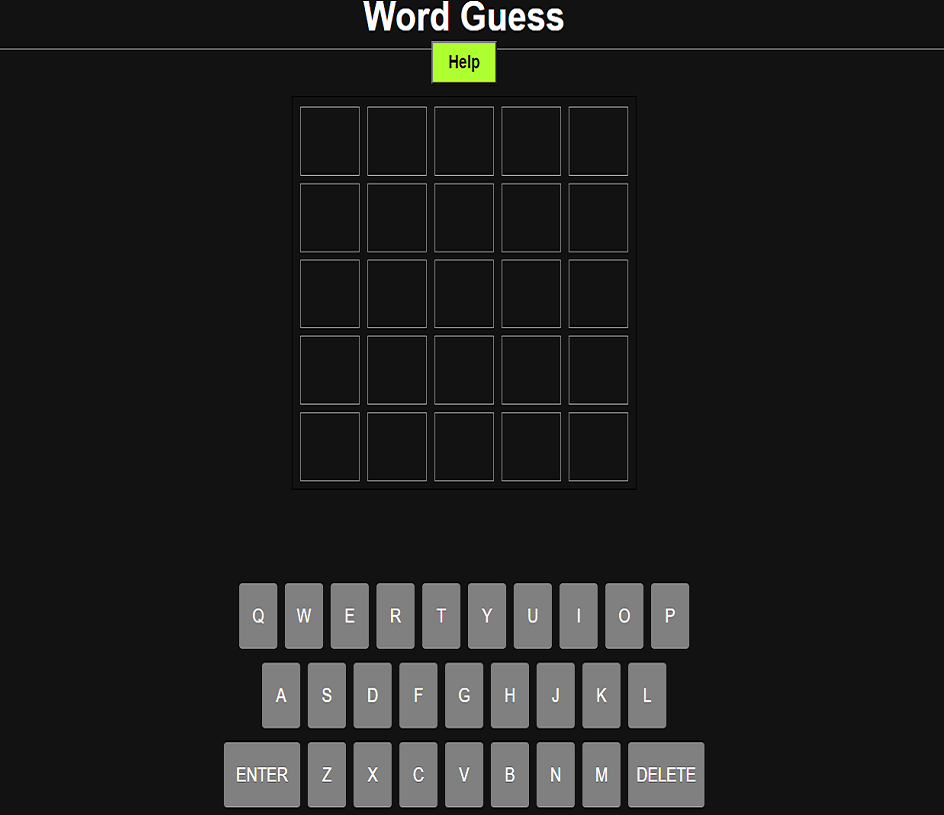 Word Guess
Help
Q W E R T Y U I O P
A S D F G H J K L
ENTER Z X C V B N M DELETE